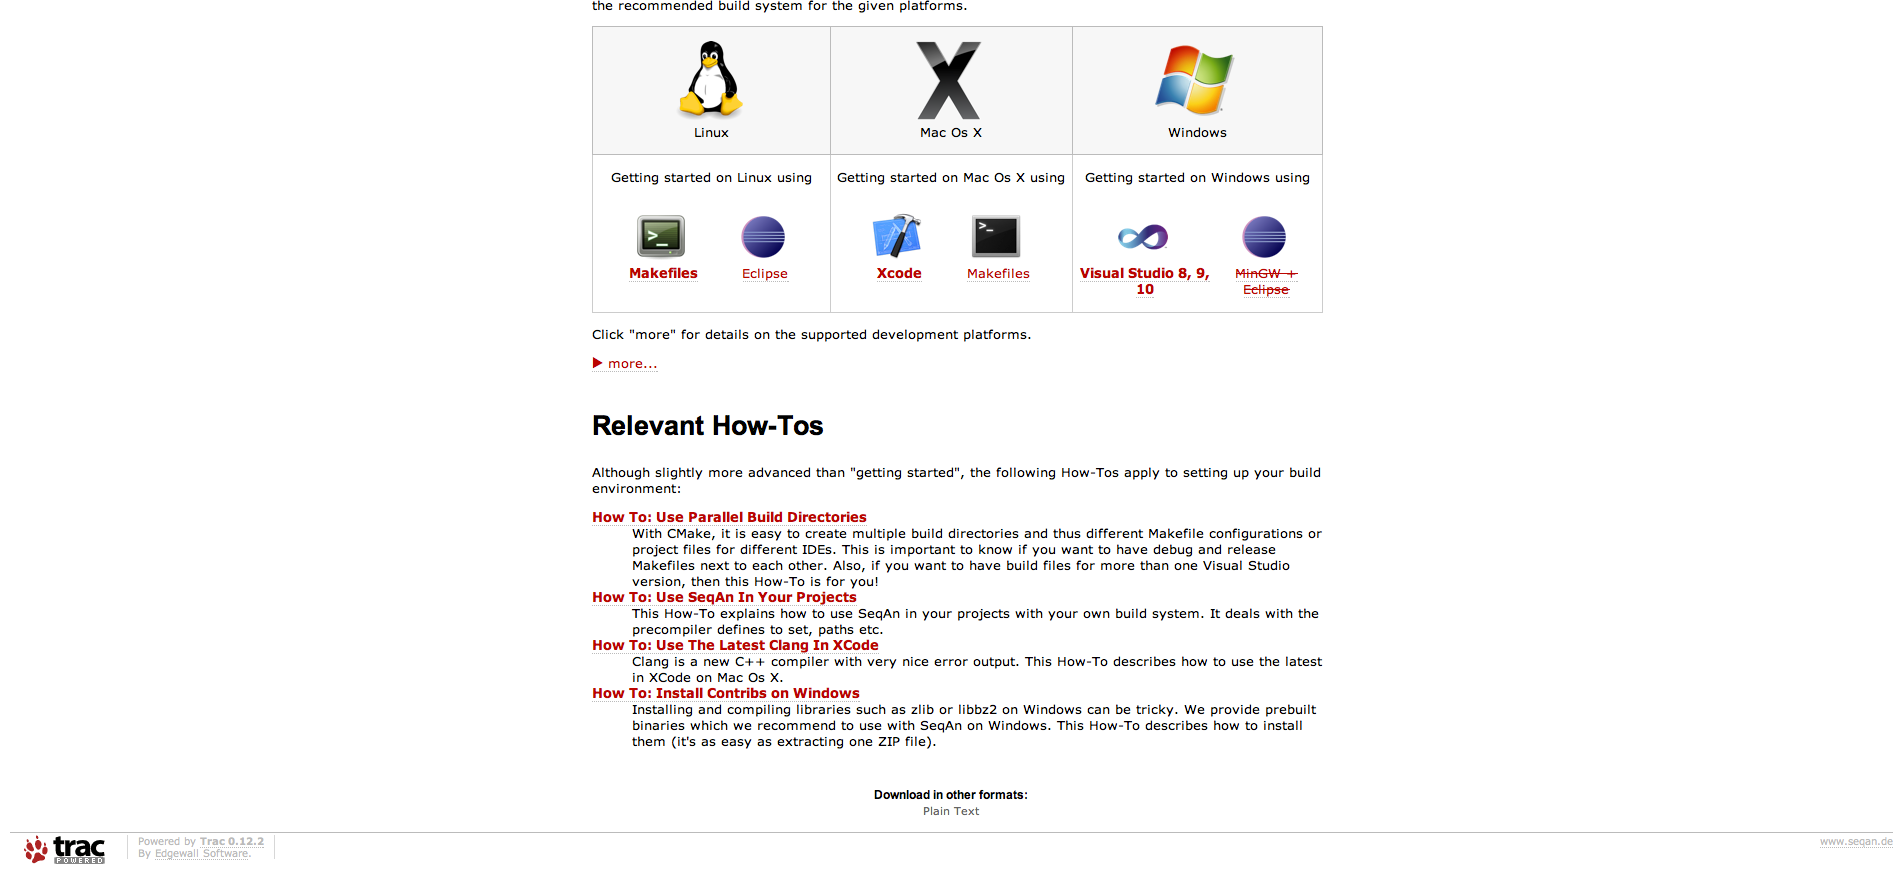 the recommended build system for the given platforms.
Linux
Mac Os X
Windows
Getting started on Linux using
Getting started on Mac Os X using
Getting started on Windows using
>_
>_
Makefiles
Eclipse
Xcode
Makefiles
Visual Studio 8, 9,
10
MinGW +
Eclipse
Click "more" for details on the supported development platforms.
more...
Relevant How-Tos
Although slightly more advanced than "getting started", the following How-Tos apply to setting up your build
environment:
How To: Use Parallel Build Directories
With CMake, it is easy to create multiple build directories and thus different Makefile configurations or
project files for different IDEs. This is important to know if you want to have debug and release
Makefiles next to each other. Also, if you want to have build files for more than one Visual Studio
version, then this How-To is for you!
How To: Use SeqAn In Your Projects
This How-To explains how to use SeqAn in your projects with your own build system. It deals with the
precompiler defines to set, paths etc.
How To: Use The Latest Clang In XCode
Clang is a new C++ compiler with very nice error output. This How-To describes how to use the latest
in XCode on Mac Os X.
How To: Install Contribs on Windows
Installing and compiling libraries such as zlib or libbz2 on Windows can be tricky. We provide prebuilt
binaries which we recommend to use with SeqAn on Windows. This How-To describes how to install
them (it's as easy as extracting one ZIP file).
Download in other formats:
Plain Text
trac
POWERED
Powered by Trac 0.12.2
By Edgewall Software.
www.seqan.de